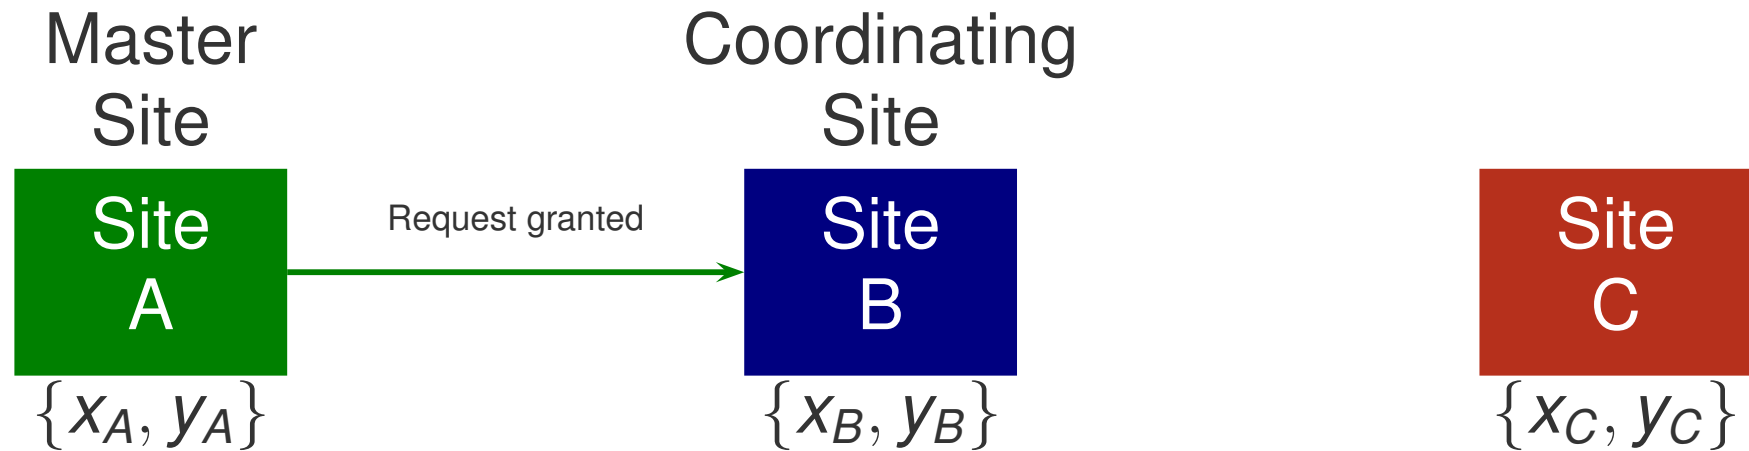 Master
Site
Coordinating
Site
Site
A
Request granted
Site
B
Site
C
{x_A, y_A}
{x_B, y_B}
{x_C, y_C}